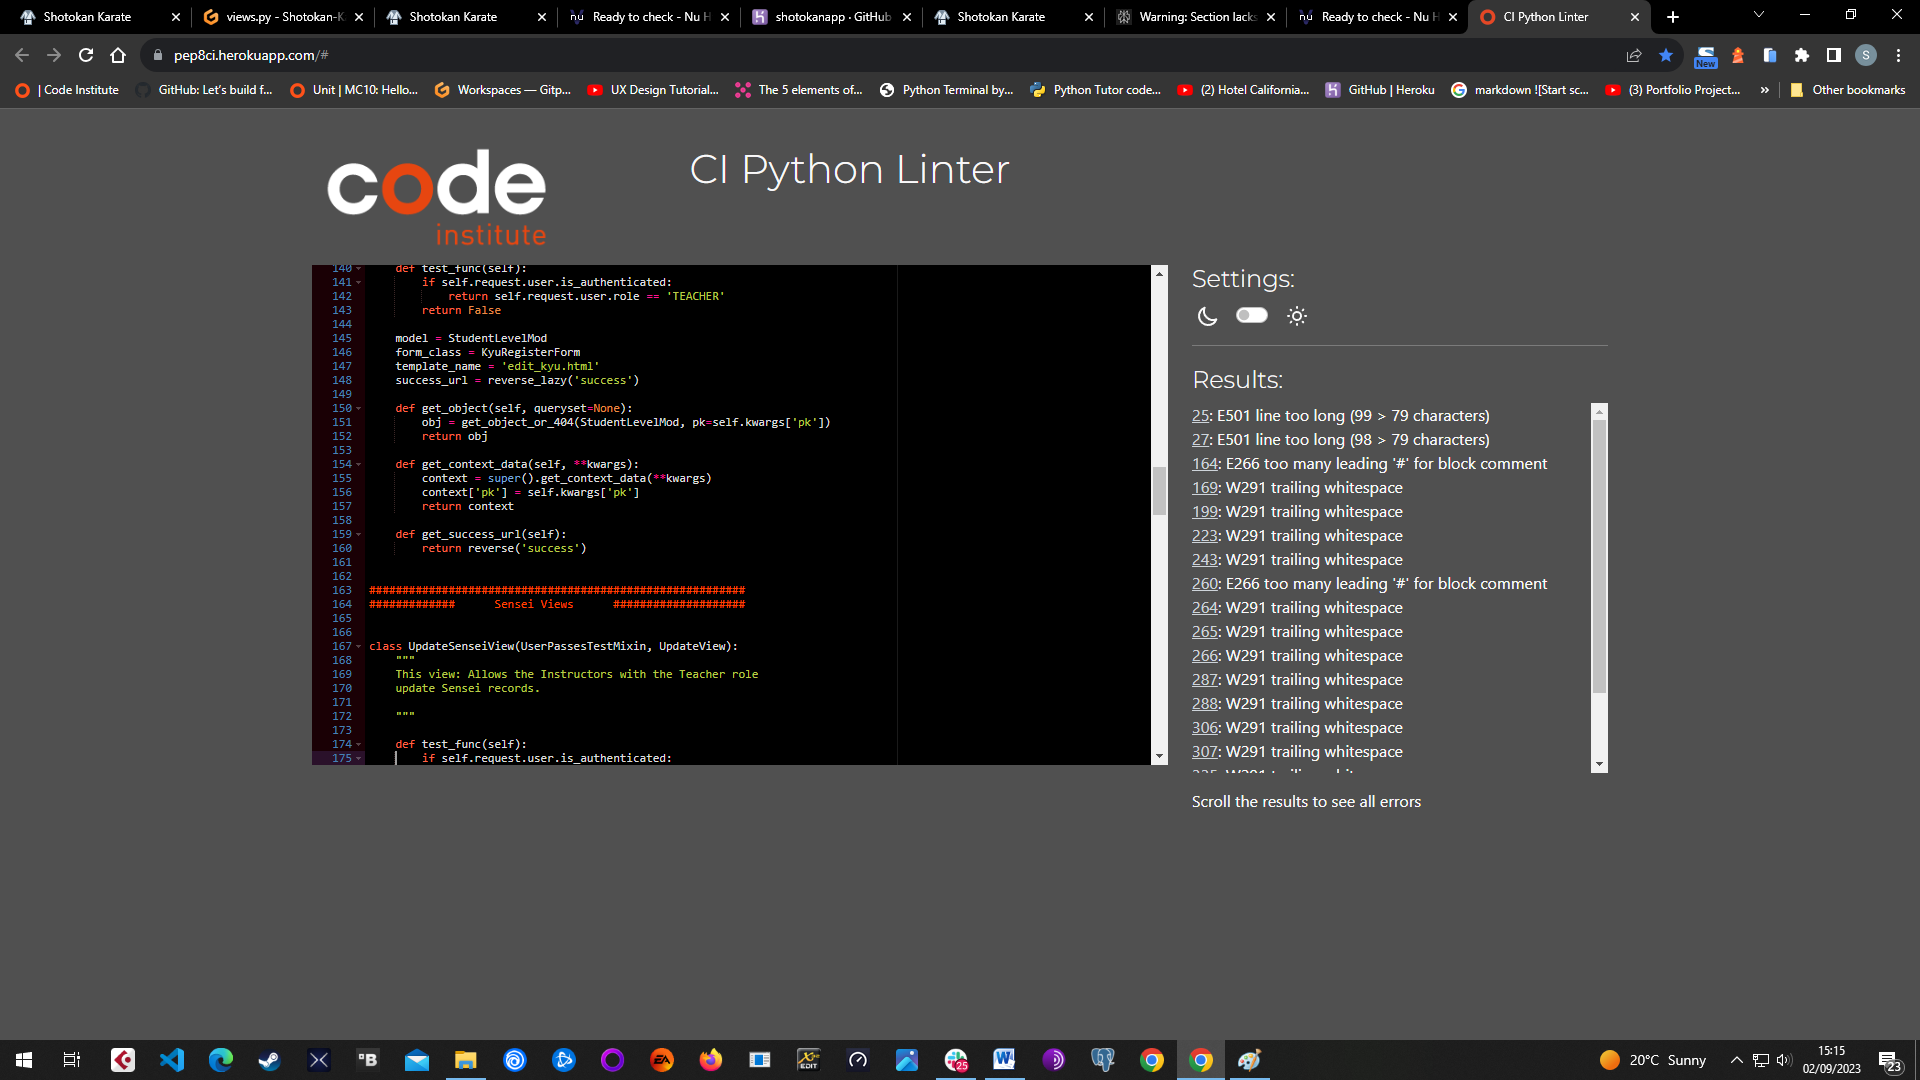 Shotokan Karate
views.py - Shotokan-K
Shotokan Karate
Ready to check - Nu H
shotokanapp · GitHub
Shotokan Karate
Warning: Section lacks
Ready to check - Nu H
CI Python Linter
pep8ci.herokuapp.com/#
New
S
| Code Institute
GitHub: Let's build f...
Unit | MC10: Hello...
Workspaces — Gitp...
UX Design Tutorial...
The 5 elements of...
Python Terminal by...
Python Tutor code...
(2) Hotel California...
GitHub | Heroku
markdown ![Start sc...
(3) Portfolio Project...
»
Other bookmarks
code
institute
CI Python Linter
140 def test_func(self):
141 if self.request.user.is_authenticated:
142 return self.request.user.role == 'TEACHER'
143 return False
144
145 model = StudentLevelMod
146 form_class = KyuRegisterForm
147 template_name = 'edit_kyu.html'
148 success_url = reverse_lazy('success')
149
150 def get_object(self, queryset=None):
151 obj = get_object_or_404(StudentLevelMod, pk=self.kwargs['pk'])
152 return obj
153
154 def get_context_data(self, **kwargs):
155 context = super().get_context_data(**kwargs)
156 context['pk'] = self.kwargs['pk']
157 return context
158
159 def get_success_url(self):
160 return reverse('success')
161
162
163 #########################################################
164 ############# Sensei Views ####################
165
166
167 class UpdateSenseiView(UserPassesTestMixin, UpdateView):
168 """
169 This view: Allows the Instructors with the Teacher role
170 update Sensei records.
171
172 """
173
174 def test_func(self):
175 if self.request.user.is_authenticated:
Settings:
Results:
25: E501 line too long (99 > 79 characters)
27: E501 line too long (98 > 79 characters)
164: E266 too many leading '#' for block comment
169: W291 trailing whitespace
199: W291 trailing whitespace
223: W291 trailing whitespace
243: W291 trailing whitespace
260: E266 too many leading '#' for block comment
264: W291 trailing whitespace
265: W291 trailing whitespace
266: W291 trailing whitespace
287: W291 trailing whitespace
288: W291 trailing whitespace
306: W291 trailing whitespace
307: W291 trailing whitespace
Scroll the results to see all errors
20°C Sunny
15:15
02/09/2023
23
25